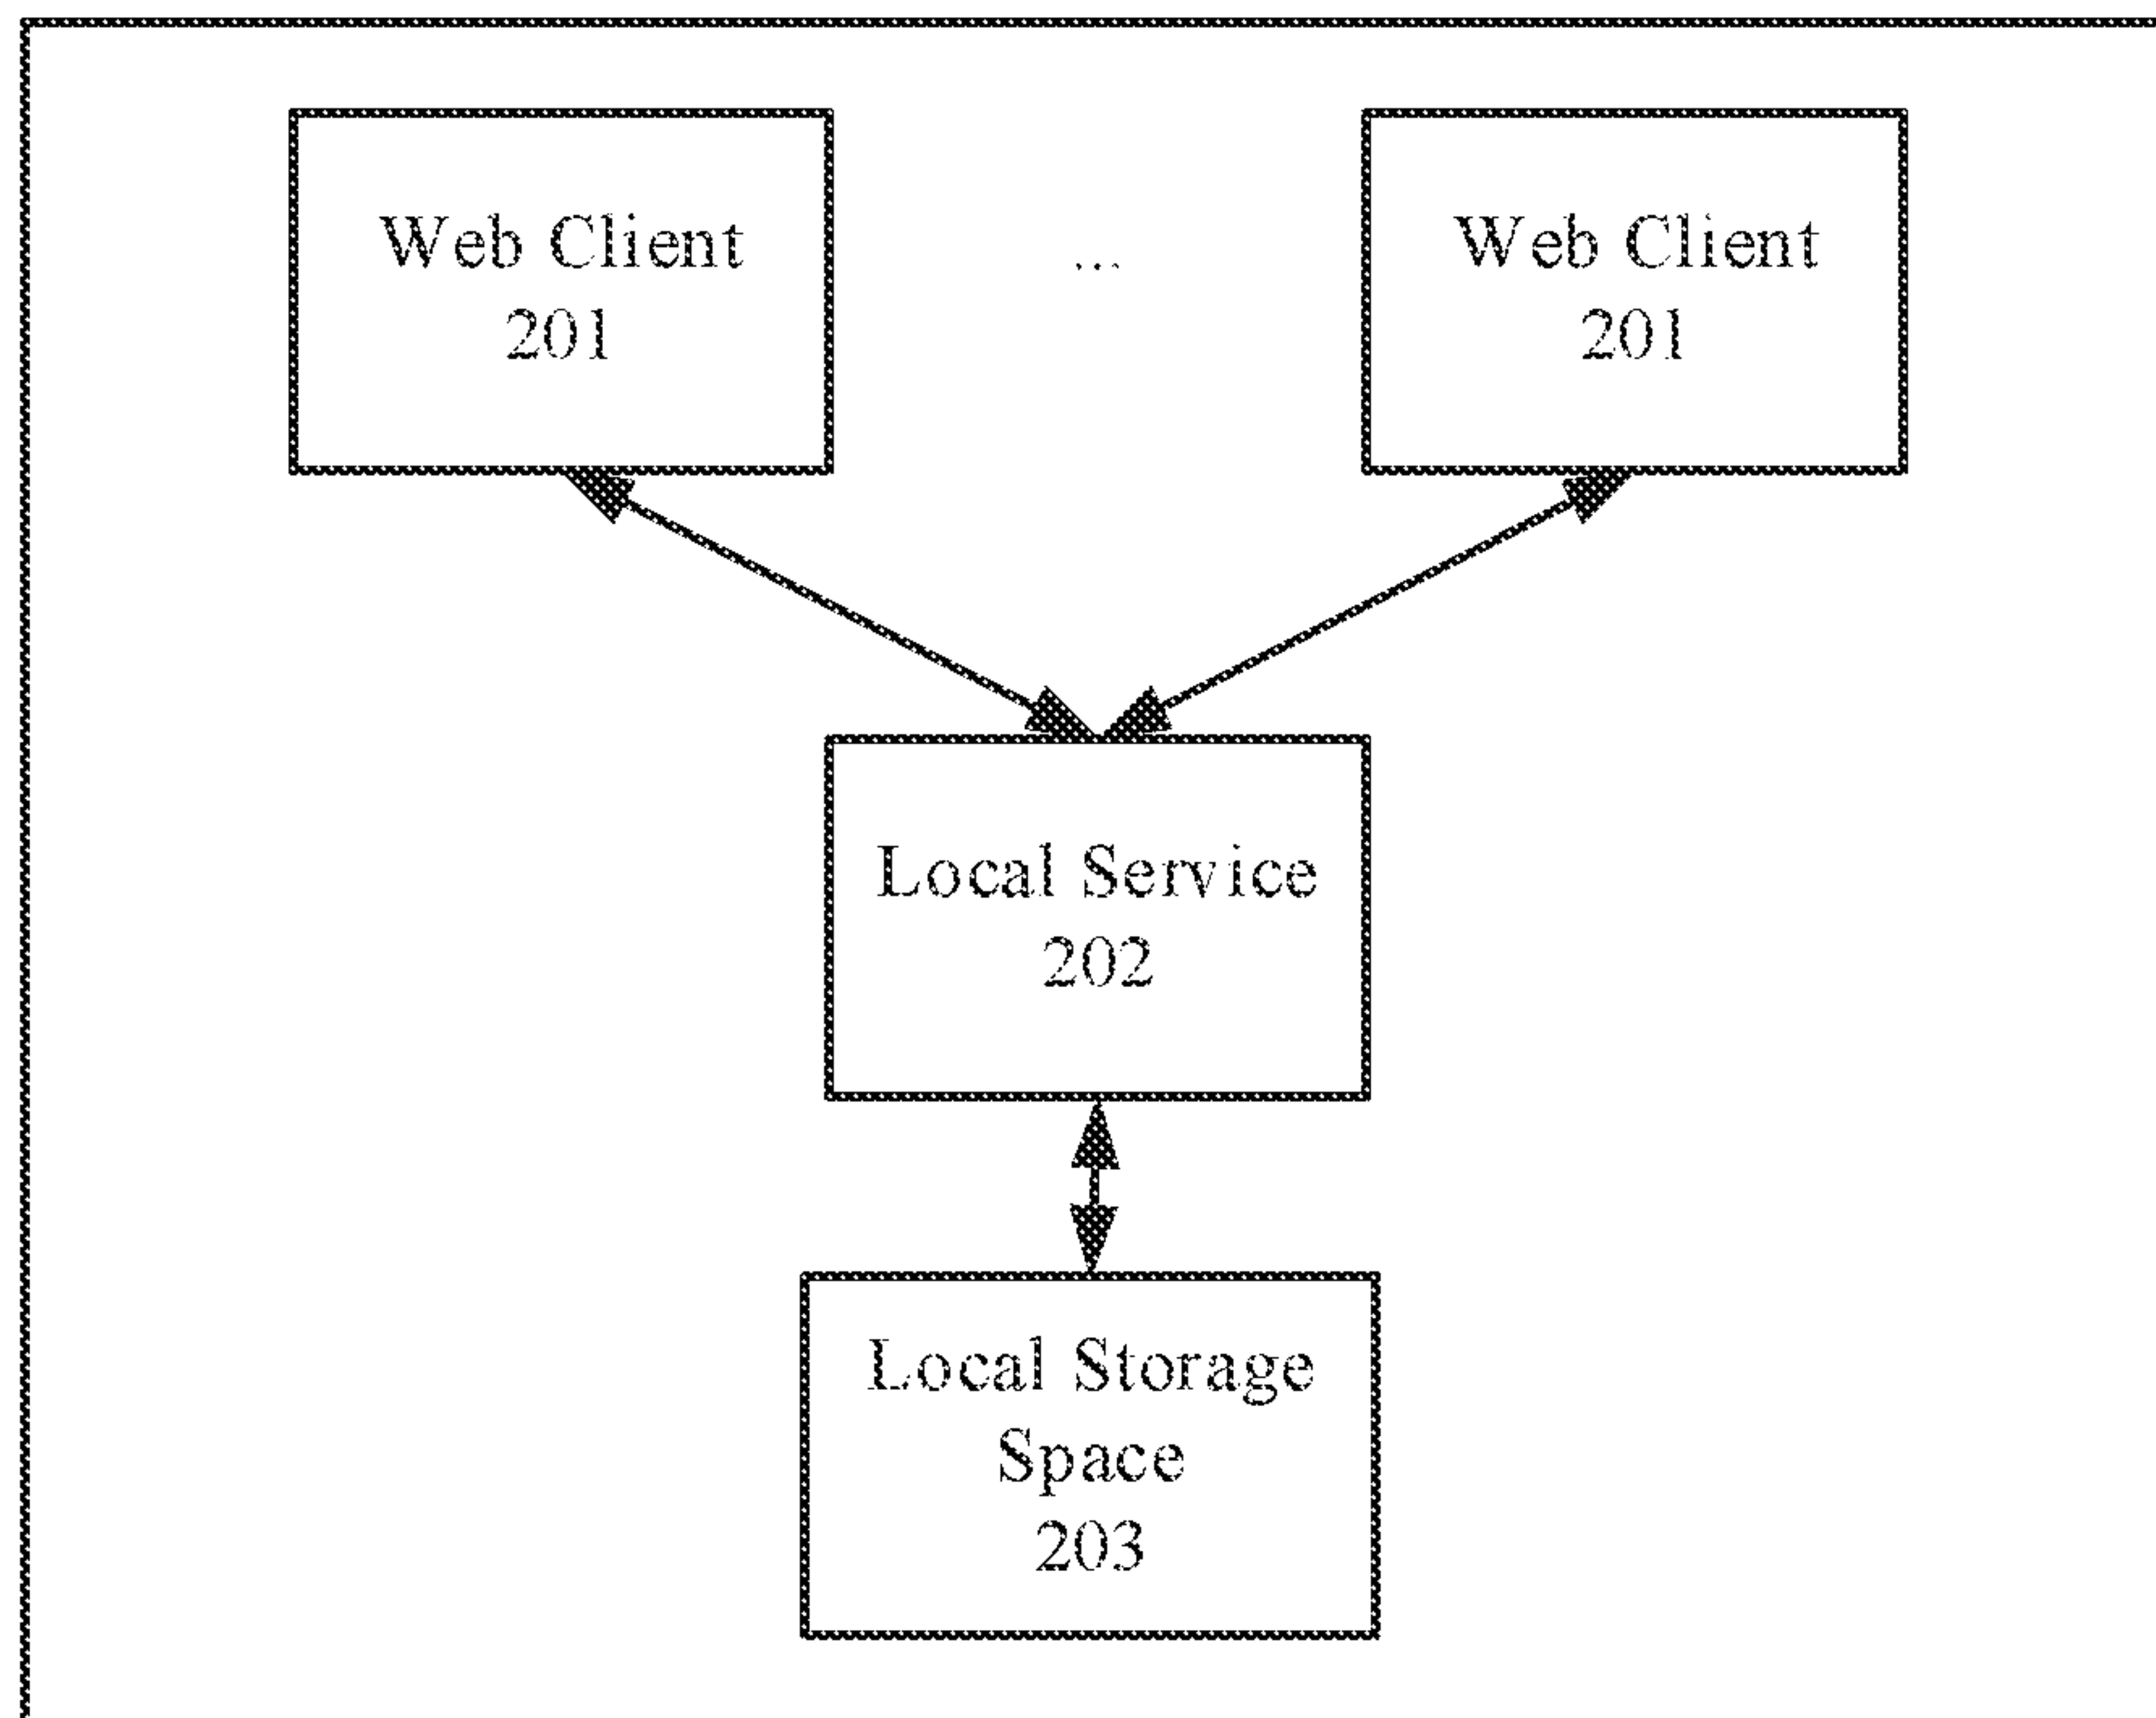 Web Client
201
...
Web Client
201
Local Service
202
Local Storage
Space
203